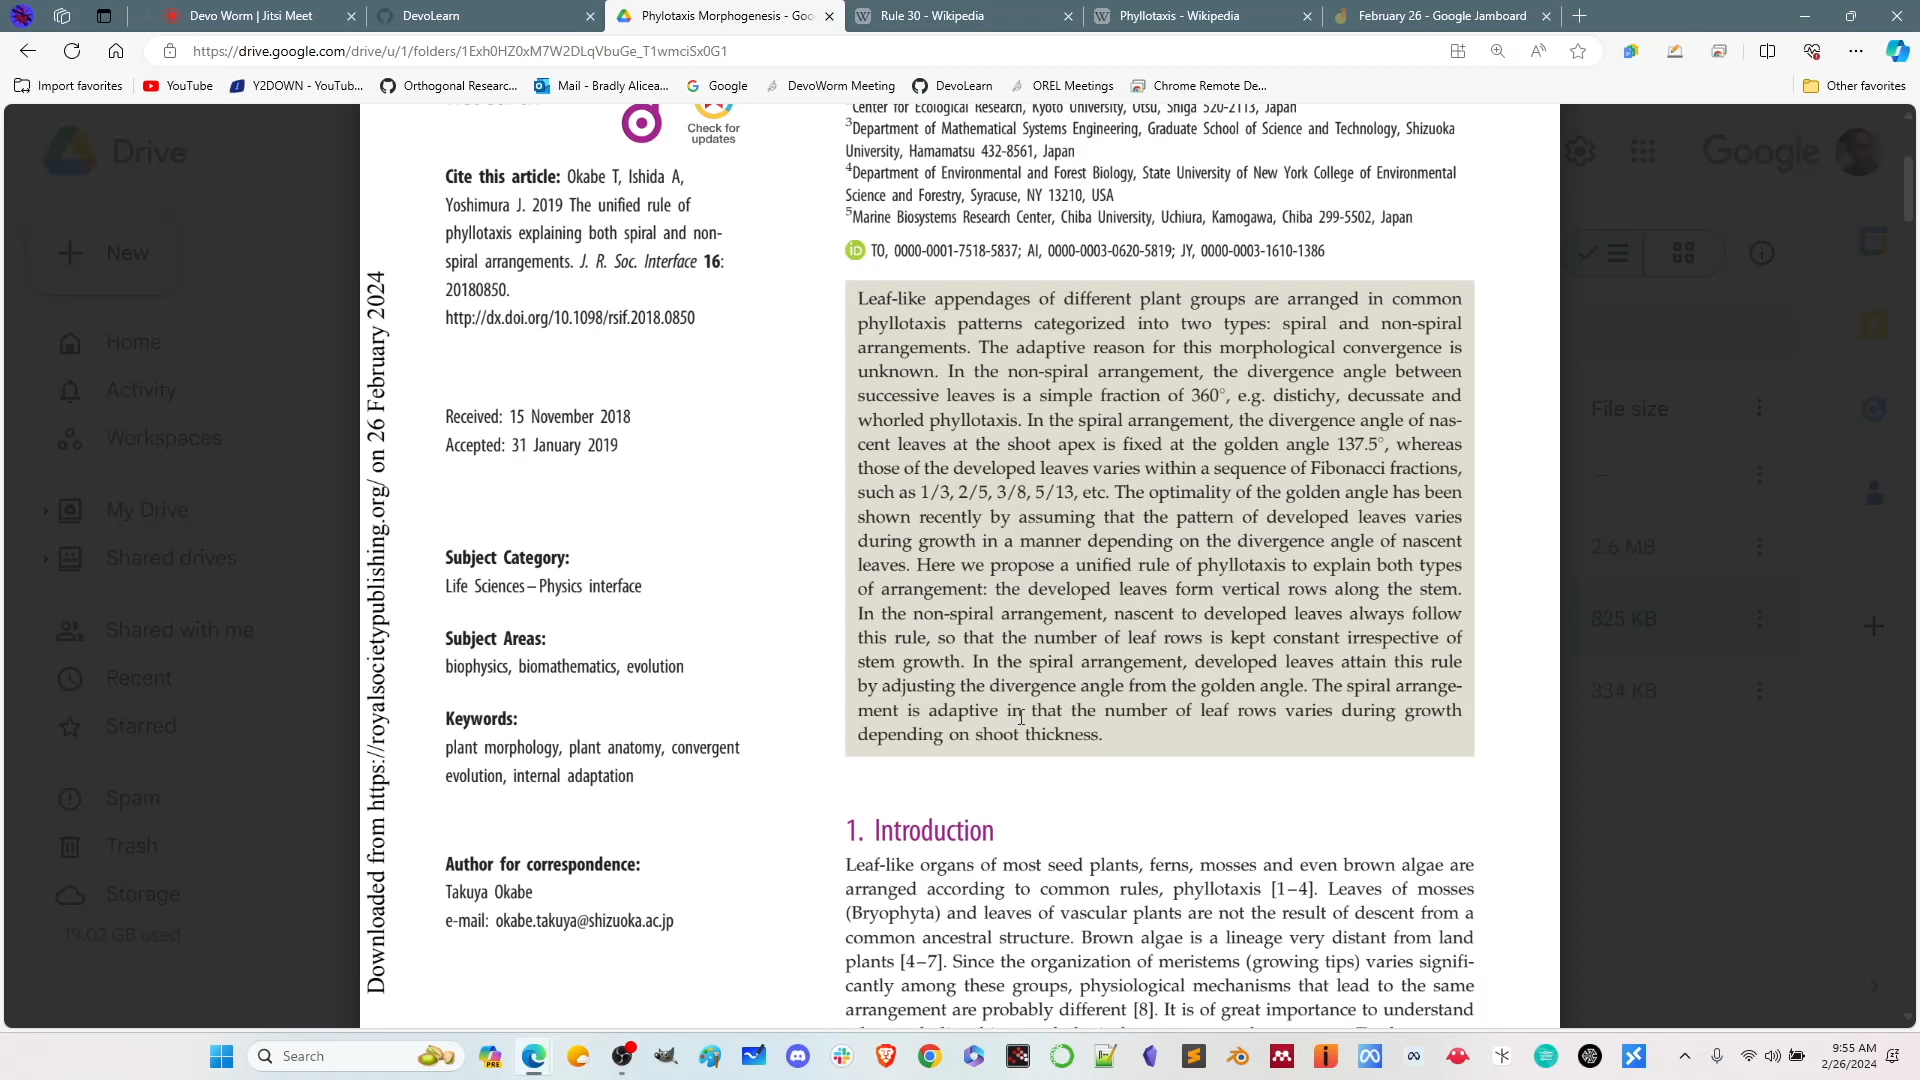 Devo Worm | Jitsi Meet
DevoLearn
Phylotaxis Morphogenesis - Goo
Rule 30 - Wikipedia
Phyllotaxis - Wikipedia
February 26 - Google Jamboard
https://drive.google.com/drive/u/1/folders/1Exh0HZ0xM7W2DLqVbuGe_T1wmciSx0G1
Import favorites
YouTube
Y2DOWN - YouTub...
Orthogonal Researc...
Mail - Bradly Alicea...
Google
DevoWorm Meeting
DevoLearn
OREL Meetings
Chrome Remote De...
Other favorites
Drive
New
Home
Activity
Workspaces
My Drive
Shared drives
Shared with me
Recent
Starred
Spam
Trash
Storage
19.02 GB used
Downloaded from https://royalsocietypublishing.org/ on 26 February 2024
Check for
updates
Cite this article: Okabe T, Ishida A,
Yoshimura J. 2019 The unified rule of
phyllotaxis explaining both spiral and non-
spiral arrangements. J. R. Soc. Interface 16:
20180850.
http://dx.doi.org/10.1098/rsif.2018.0850
Received: 15 November 2018
Accepted: 31 January 2019
Subject Category:
Life Sciences–Physics interface
Subject Areas:
biophysics, biomathematics, evolution
Keywords:
plant morphology, plant anatomy, convergent
evolution, internal adaptation
Author for correspondence:
Takuya Okabe
e-mail: okabe.takuya@shizuoka.ac.jp
Center for Ecological Research, Kyoto University, Otsu, Shiga 520-2113, Japan
3Department of Mathematical Systems Engineering, Graduate School of Science and Technology, Shizuoka
University, Hamamatsu 432-8561, Japan
4Department of Environmental and Forest Biology, State University of New York College of Environmental
Science and Forestry, Syracuse, NY 13210, USA
5Marine Biosystems Research Center, Chiba University, Uchiura, Kamogawa, Chiba 299-5502, Japan
iD TO, 0000-0001-7518-5837; AI, 0000-0003-0620-5819; JY, 0000-0003-1610-1386
Leaf-like appendages of different plant groups are arranged in common
phyllotaxis patterns categorized into two types: spiral and non-spiral
arrangements. The adaptive reason for this morphological convergence is
unknown. In the non-spiral arrangement, the divergence angle between
successive leaves is a simple fraction of 360°, e.g. distichy, decussate and
whorled phyllotaxis. In the spiral arrangement, the divergence angle of nas-
cent leaves at the shoot apex is fixed at the golden angle 137.5°, whereas
those of the developed leaves varies within a sequence of Fibonacci fractions,
such as 1/3, 2/5, 3/8, 5/13, etc. The optimality of the golden angle has been
shown recently by assuming that the pattern of developed leaves varies
during growth in a manner depending on the divergence angle of nascent
leaves. Here we propose a unified rule of phyllotaxis to explain both types
of arrangement: the developed leaves form vertical rows along the stem.
In the non-spiral arrangement, nascent to developed leaves always follow
this rule, so that the number of leaf rows is kept constant irrespective of
stem growth. In the spiral arrangement, developed leaves attain this rule
by adjusting the divergence angle from the golden angle. The spiral arrange-
ment is adaptive in that the number of leaf rows varies during growth
depending on shoot thickness.
1. Introduction
Leaf-like organs of most seed plants, ferns, mosses and even brown algae are
arranged according to common rules, phyllotaxis [1–4]. Leaves of mosses
(Bryophyta) and leaves of vascular plants are not the result of descent from a
common ancestral structure. Brown algae is a lineage very distant from land
plants [4–7]. Since the organization of meristems (growing tips) varies signifi-
cantly among these groups, physiological mechanisms that lead to the same
arrangement are probably different [8]. It is of great importance to understand
Google
File size
2.6 MB
825 KB
334 KB
Search
PRE
9:55 AM
2/26/2024